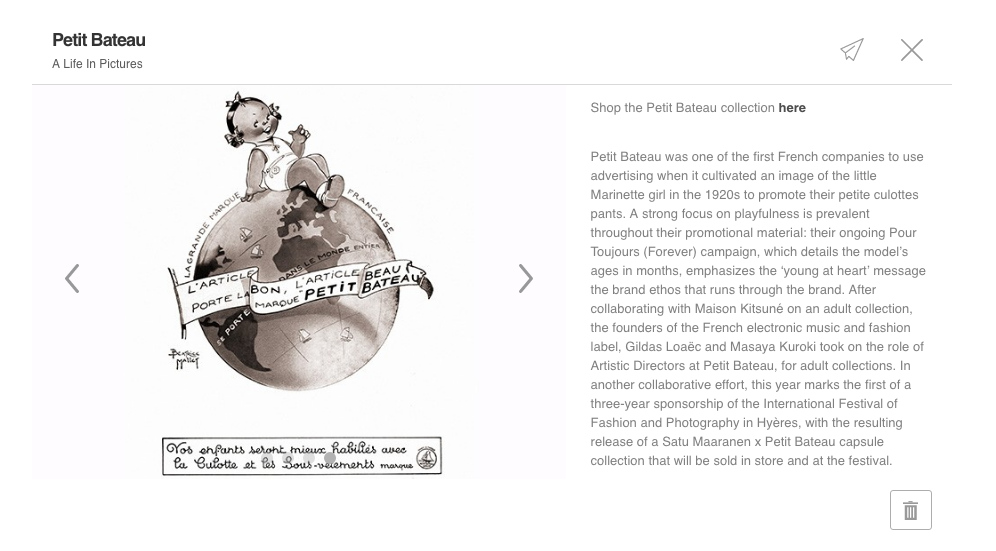 Petit Bateau
A Life In Pictures
LA GRANDE MARQUE
FRANÇAISE
DANS LE MONDE ENTIER
L'ARTICLE BON, L'ARTICLE BEAU
PORTE LA MARQUE PETIT BATEAU
SE PORTE
Béatrice
Mallet
Vos enfants seront mieux habillés avec
la Culotte et les Sous-vêtements marque
Shop the Petit Bateau collection here
Petit Bateau was one of the first French companies to use
advertising when it cultivated an image of the little
Marinette girl in the 1920s to promote their petite culottes
pants. A strong focus on playfulness is prevalent
throughout their promotional material: their ongoing Pour
Toujours (Forever) campaign, which details the model's
ages in months, emphasizes the 'young at heart' message
the brand ethos that runs through the brand. After
collaborating with Maison Kitsuné on an adult collection,
the founders of the French electronic music and fashion
label, Gildas Loaëc and Masaya Kuroki took on the role of
Artistic Directors at Petit Bateau, for adult collections. In
another collaborative effort, this year marks the first of a
three-year sponsorship of the International Festival of
Fashion and Photography in Hyères, with the resulting
release of a Satu Maaranen x Petit Bateau capsule
collection that will be sold in store and at the festival.